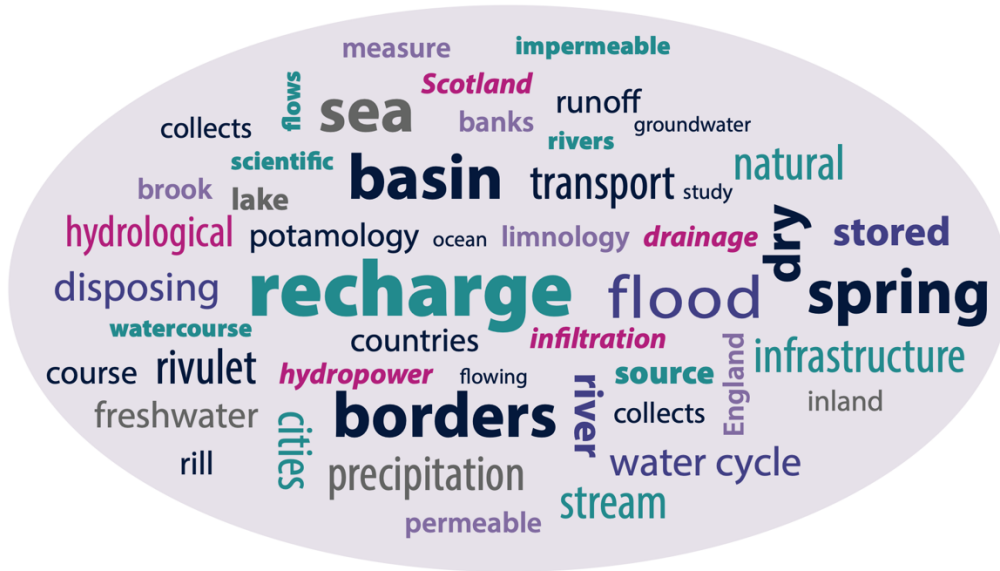 measure impermeable
Scotland
flows sea banks runoff
collects groundwater
rivers
scientific basin transport natural
brook lake study
hydrological potamology ocean limnology drainage dry stored
disposing recharge flood spring
watercourse countries infiltration England infrastructure
course rivulet hydropower flowing river source
freshwater cities borders collects inland
rill precipitation water cycle
stream
permeable